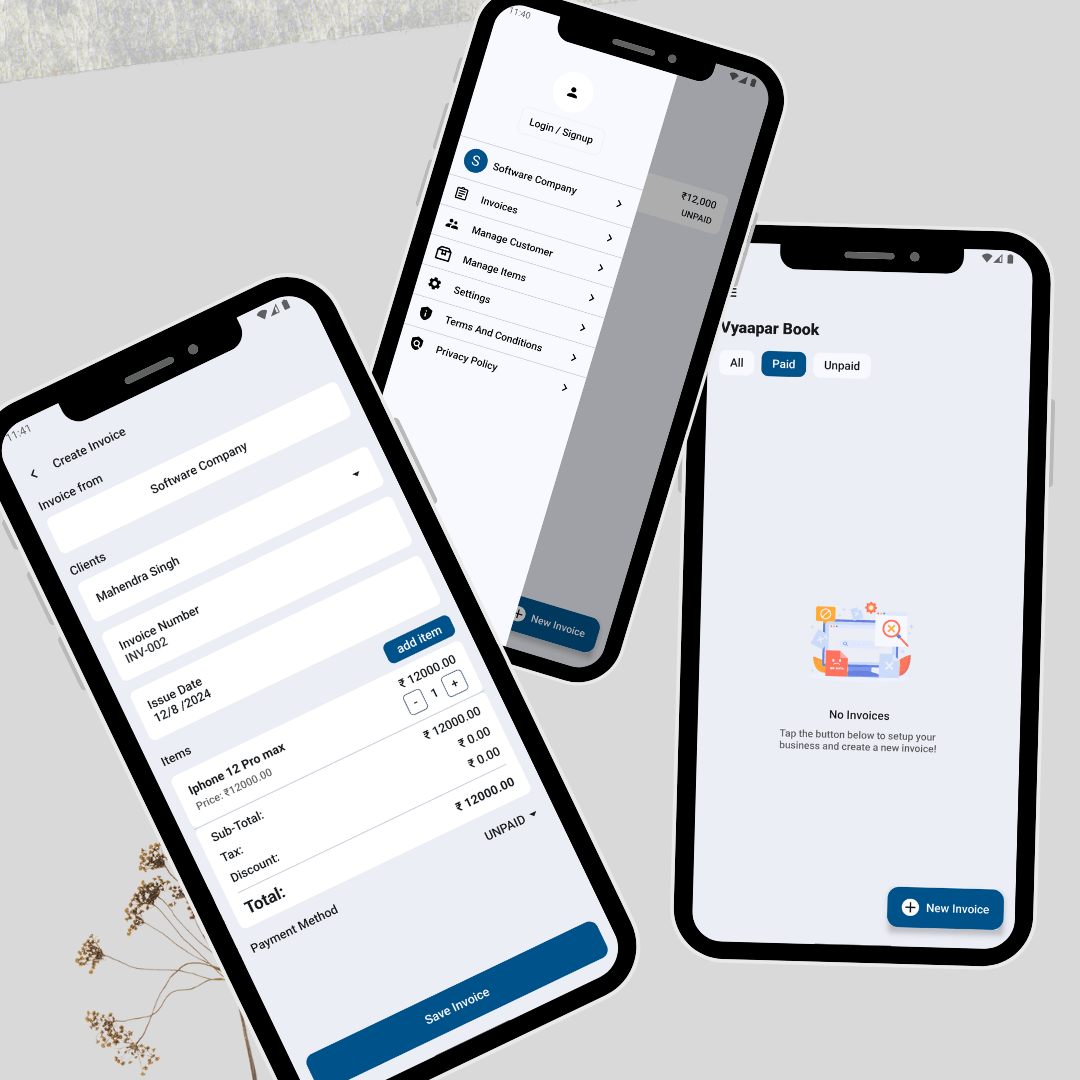 11:40
Login / Signup
S
Software Company
Invoices
Manage Customer
Manage Items
Settings
Terms And Conditions
Privacy Policy
₹12,000
UNPAID
New Invoice
Vyaapar Book
All Paid Unpaid
No Invoices
Tap the button below to setup your
business and create a new invoice!
New Invoice
11:41
Create Invoice
Invoice from
Software Company
Clients
Mahendra Singh
Invoice Number
INV-002
Issue Date
12/8 /2024
add item
Items
Iphone 12 Pro max ₹ 12000.00
Price: ₹12000.00 - 1 +
Sub-Total: ₹ 12000.00
Tax: ₹ 0.00
Discount: ₹ 0.00
Total: ₹ 12000.00
Payment Method UNPAID
Save Invoice